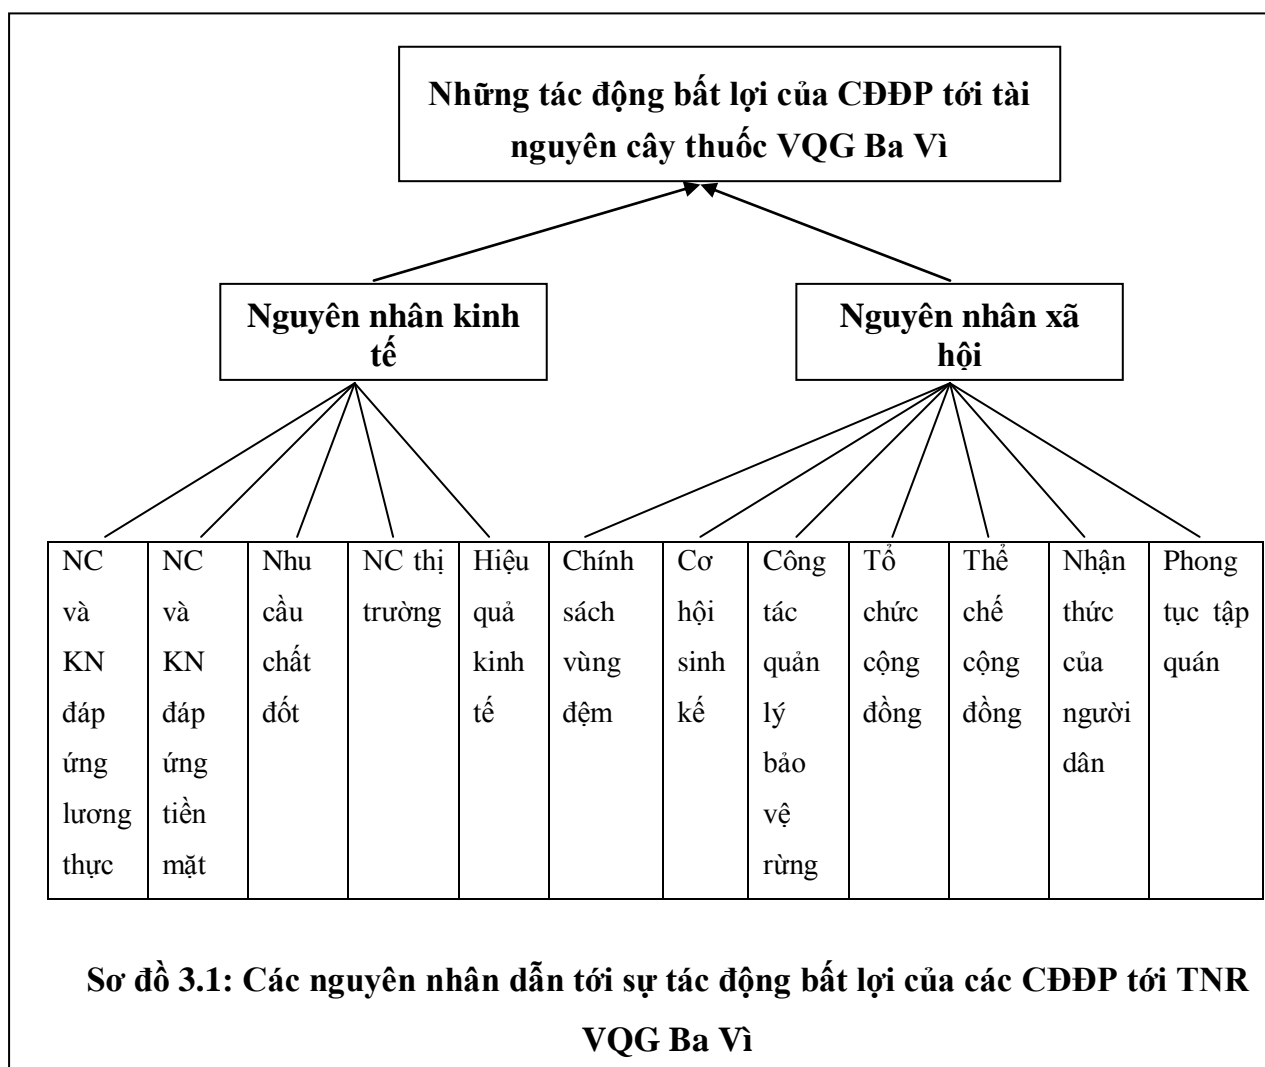 Những tác động bất lợi của CĐĐP tới tài
nguyên cây thuốc VQG Ba Vì
Nguyên nhân kinh
tế
Nguyên nhân xã
hội
NC
và
KN
đáp
ứng
lương
thực
NC
và
KN
đáp
ứng
tiền
mặt
Nhu
cầu
chất
đốt
NC thị
trường
Hiệu
quả
kinh
tế
Chính
sách
vùng
đệm
Cơ
hội
sinh
kế
Công
tác
quản
lý
bảo
vệ
rừng
Tổ
chức
cộng
đồng
Thể
chế
cộng
đồng
Nhận
thức
của
người
dân
Phong
tục tập
quán
Sơ đồ 3.1: Các nguyên nhân dẫn tới sự tác động bất lợi của các CĐĐP tới TNR
VQG Ba Vì